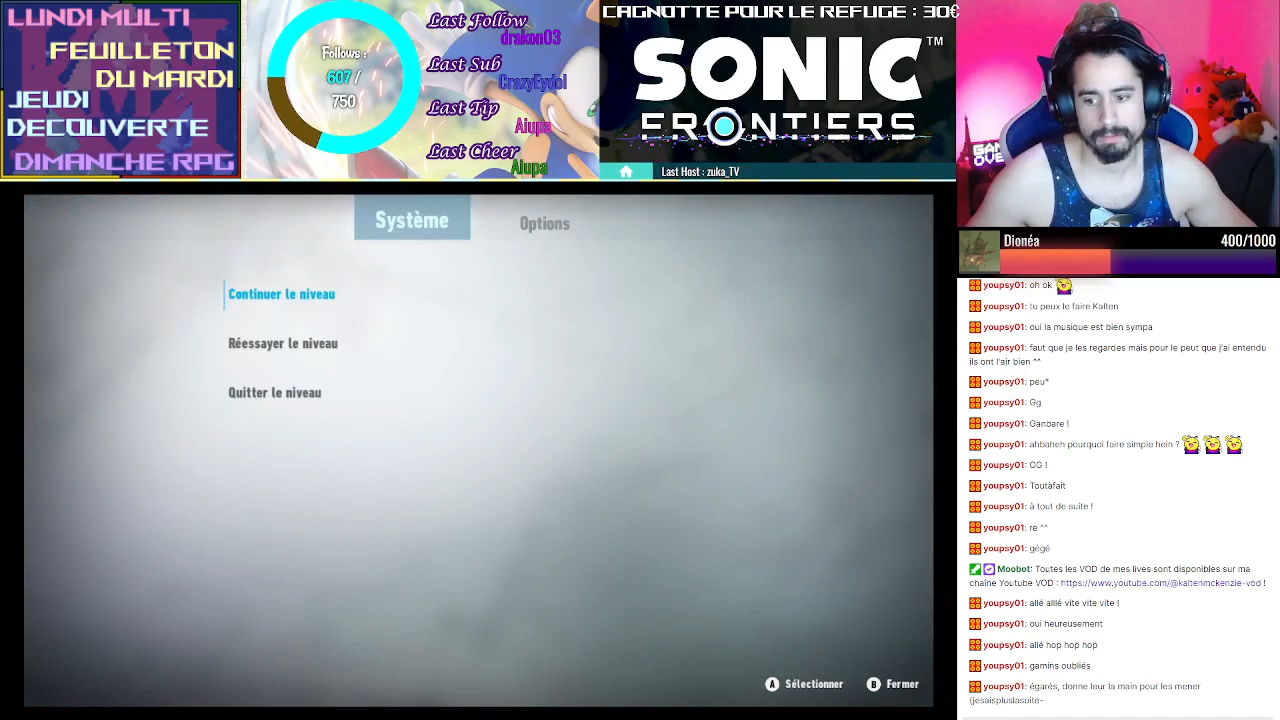 LUNDI MULTI
FEUILLETON
DU MARDI
JEUDI
DECOUVERTE
DIMANCHE RPG
Follows :
607 /
750
Last Follow
drakon03
Last Sub
CrazyEydol
Last Tip
Aiupa
Last Cheer
Aiupa
CAGNOTTE POUR LE REFUGE : 30€
SONIC™
FRONTIERS
Last Host : zuka_TV
GAME
OVER
Dionéa 400/1000
Système
Options
Continuer le niveau
Réessayer le niveau
Quitter le niveau
A Sélectionner
B Fermer
youpsy01: oh ok
youpsy01: tu peux le faire Kalten
youpsy01: oui la musique est bien sympa
youpsy01: faut que je les regardes mais pour le peut que j'ai entendu
ils ont l'air bien ^^
youpsy01: peu*
youpsy01: Gg
youpsy01: Ganbare !
youpsy01: ahbaheh pourquoi faire simple hein ?
youpsy01: GG !
youpsy01: Toutàfait
youpsy01: à tout de suite !
youpsy01: re ^^
youpsy01: gégé
Moobot: Toutes les VOD de mes lives sont disponibles sur ma
chaîne Youtube VOD : https://www.youtube.com/@kaltenmckenzie-vod !
youpsy01: allé alllé vite vite vite !
youpsy01: oui heureusement
youpsy01: allé hop hop hop
youpsy01: gamins oubliés
youpsy01: égarés, donne leur la main pour les mener
(jesaispluslasuite-